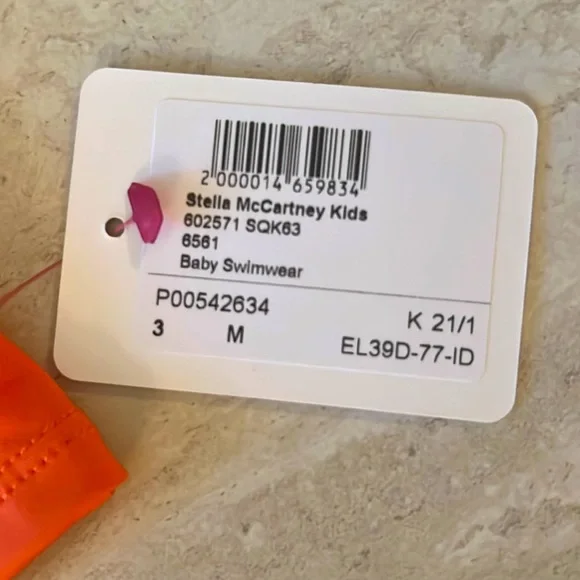 2 000014 659834
Stella McCartney Kids
602571 SQK63
6561
Baby Swimwear
P00542634
K 21/1
3 M
EL39D-77-ID